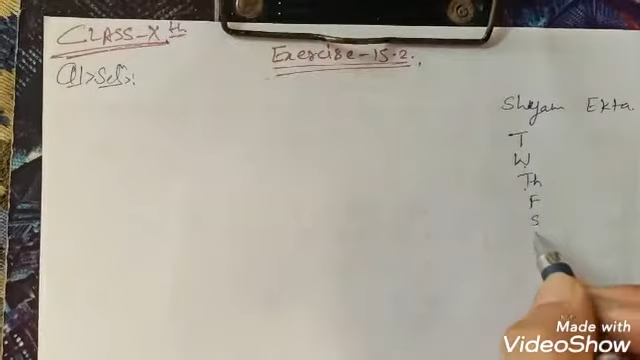 CLASS-Xth
Exercise-15.2.
Q1>Sol>:
Shyam Ekta
T
W
Th
F
S
Made with
VideoShow